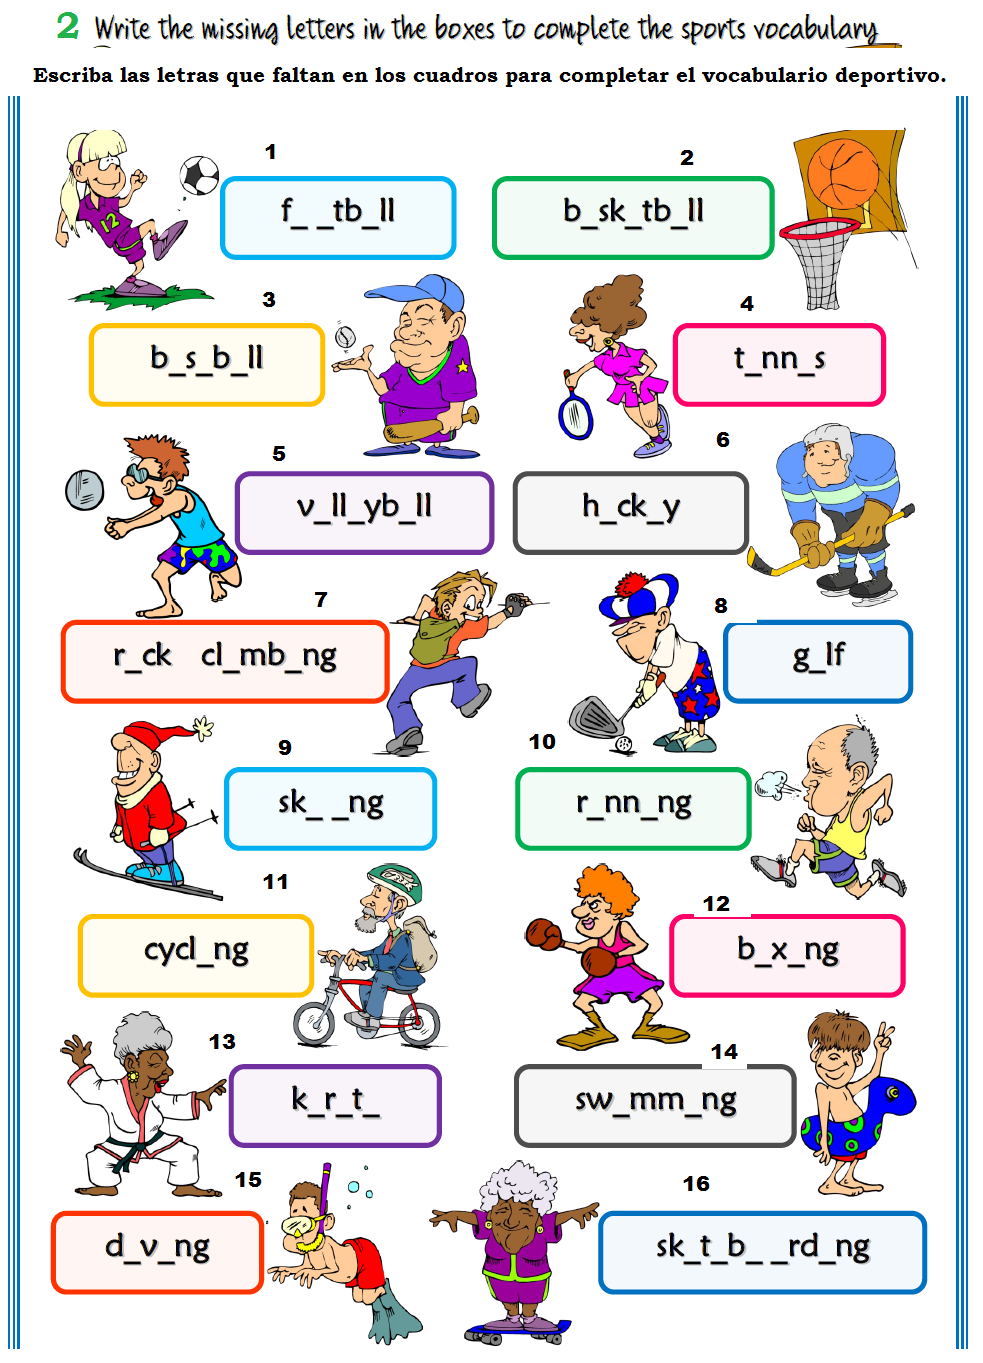 2 Write the missing letters in the boxes to complete the sports vocabulary
Escriba las letras que faltan en los cuadros para completar el vocabulario deportivo.
1
f_ _tb_ll
2
b_sk_tb_ll
3
b_s_b_ll
4
t_nn_s
5
v_ll_yb_ll
6
h_ck_y
7
r_ck cl_mb_ng
8
g_lf
9
sk_ _ng
10
r_nn_ng
11
cycl_ng
12
b_x_ng
13
k_r_t_
14
sw_mm_ng
15
d_v_ng
16
sk_t_b_ _rd_ng
12